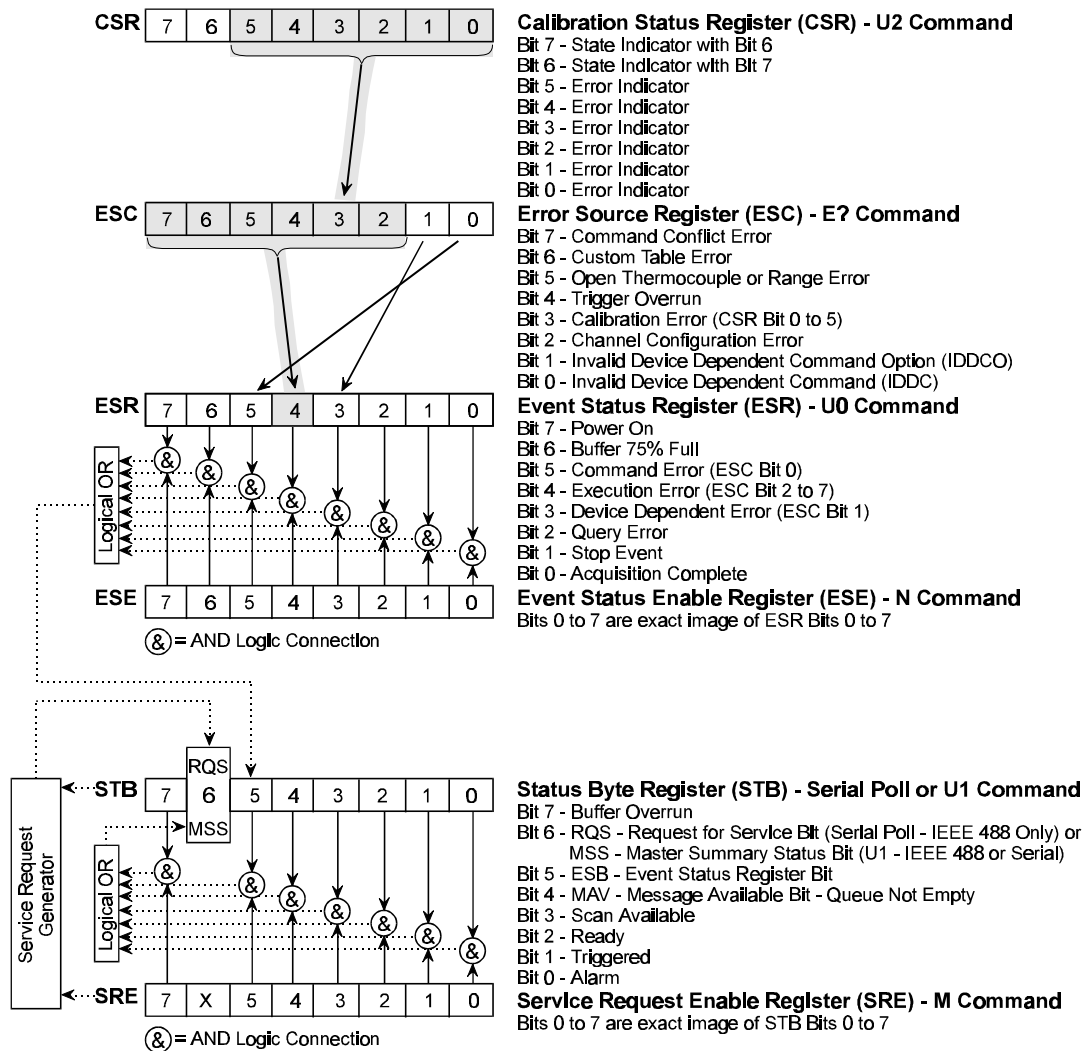 CSR 7 6 5 4 3 2 1 0
Calibration Status Register (CSR) - U2 Command
Bit 7 - State Indicator with Bit 6
Bit 6 - State Indicator with Bit 7
Bit 5 - Error Indicator
Bit 4 - Error Indicator
Bit 3 - Error Indicator
Bit 2 - Error Indicator
Bit 1 - Error Indicator
Bit 0 - Error Indicator
ESC 7 6 5 4 3 2 1 0
Error Source Register (ESC) - E? Command
Bit 7 - Command Conflict Error
Bit 6 - Custom Table Error
Bit 5 - Open Thermocouple or Range Error
Bit 4 - Trigger Overrun
Bit 3 - Calibration Error (CSR Bit 0 to 5)
Bit 2 - Channel Configuration Error
Bit 1 - Invalid Device Dependent Command Option (IDDCO)
Bit 0 - Invalid Device Dependent Command (IDDC)
ESR 7 6 5 4 3 2 1 0
Event Status Register (ESR) - U0 Command
Bit 7 - Power On
Bit 6 - Buffer 75% Full
Bit 5 - Command Error (ESC Bit 0)
Bit 4 - Execution Error (ESC Bit 2 to 7)
Bit 3 - Device Dependent Error (ESC Bit 1)
Bit 2 - Query Error
Bit 1 - Stop Event
Bit 0 - Acquisition Complete
Logical OR
& & & & & & & &
ESE 7 6 5 4 3 2 1 0
Event Status Enable Register (ESE) - N Command
Bits 0 to 7 are exact image of ESR Bits 0 to 7
& = AND Logic Connection
RQS
STB 7 6 5 4 3 2 1 0
MSS
Status Byte Register (STB) - Serial Poll or U1 Command
Bit 7 - Buffer Overrun
Bit 6 - RQS - Request for Service Bit (Serial Poll - IEEE 488 Only) or
MSS - Master Summary Status Bit (U1 - IEEE 488 or Serial)
Bit 5 - ESB - Event Status Register Bit
Bit 4 - MAV - Message Available Bit - Queue Not Empty
Bit 3 - Scan Available
Bit 2 - Ready
Bit 1 - Triggered
Bit 0 - Alarm
Service Request
Generator
Logical OR
& & & & & & &
SRE 7 X 5 4 3 2 1 0
Service Request Enable Register (SRE) - M Command
Bits 0 to 7 are exact image of STB Bits 0 to 7
& = AND Logic Connection